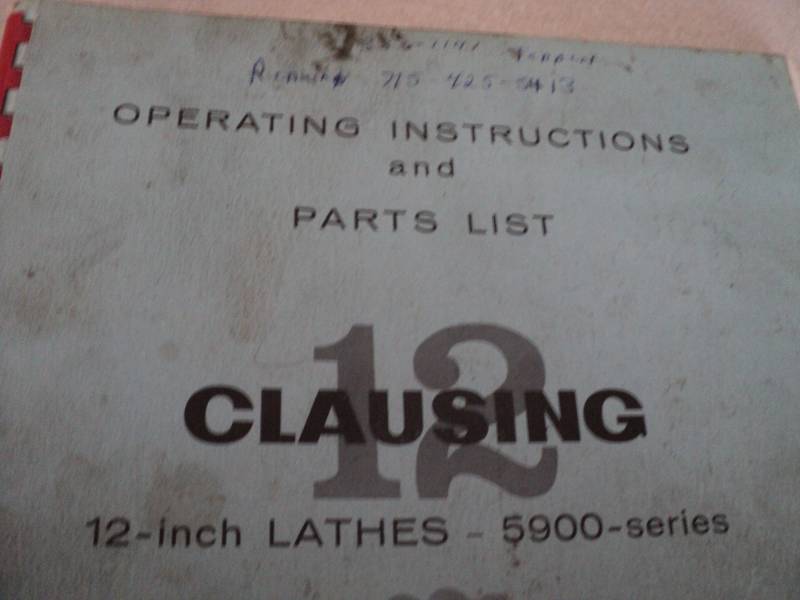 OPERATING INSTRUCTIONS
and
PARTS LIST
12
CLAUSING
12-inch LATHES - 5900-series